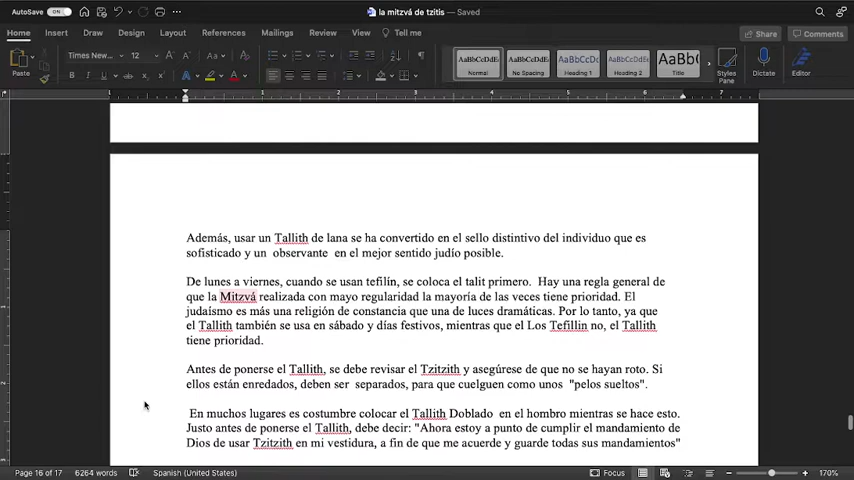 AutoSave ON
la mitzvá de tzitis — Saved
Home Insert Draw Design Layout References Mailings Review View Tell me Share Comments
Paste
Times New... 12
AaBbCcDdEe AaBbCcDdEe AaBbCcDc AaBbCcDdE AaBb(
Normal No Spacing Heading 1 Heading 2 Title Styles Pane Dictate Editor
1 1 2 3 4 5 6 7
Además, usar un Tallith de lana se ha convertido en el sello distintivo del individuo que es
sofisticado y un observante en el mejor sentido judío posible.
De lunes a viernes, cuando se usan tefilín, se coloca el talit primero. Hay una regla general de
que la Mitzvá realizada con mayo regularidad la mayoría de las veces tiene prioridad. El
judaísmo es más una religión de constancia que una de luces dramáticas. Por lo tanto, ya que
el Tallith también se usa en sábado y días festivos, mientras que el Los Tefillin no, el Tallith
tiene prioridad.
Antes de ponerse el Tallith, se debe revisar el Tzitzith y asegúrese de que no se hayan roto. Si
ellos están enredados, deben ser separados, para que cuelguen como unos "pelos sueltos".
En muchos lugares es costumbre colocar el Tallith Doblado en el hombro mientras se hace esto.
Justo antes de ponerse el Tallith, debe decir: "Ahora estoy a punto de cumplir el mandamiento de
Dios de usar Tzitzith en mi vestidura, a fin de que me acuerde y guarde todas sus mandamientos"
Page 16 of 17 6264 words Spanish (United States) Focus 170%